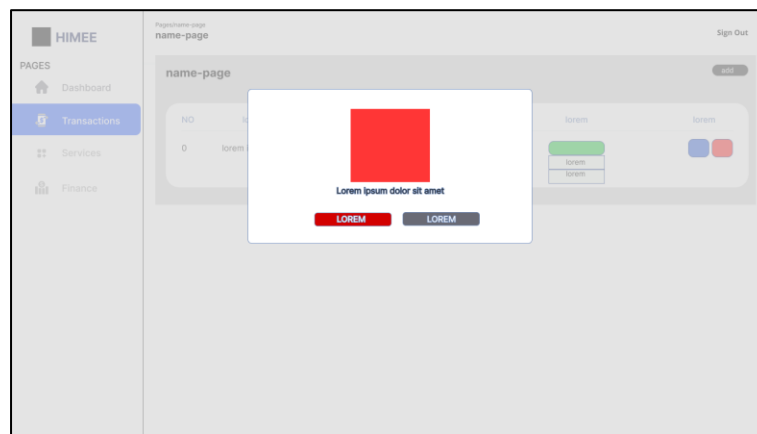 HIMEE
Pages/name-page
name-page
Sign Out
PAGES
Dashboard
Transactions
Services
Finance
name-page
add
NO
lorem
lorem
0
lorem
lorem
lorem
Lorem ipsum dolor sit amet
LOREM
LOREM